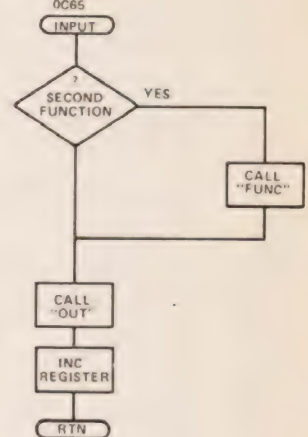 0C65
INPUT
?
SECOND
FUNCTION
YES
CALL
"FUNC"
CALL
"OUT"
INC
REGISTER
RTN